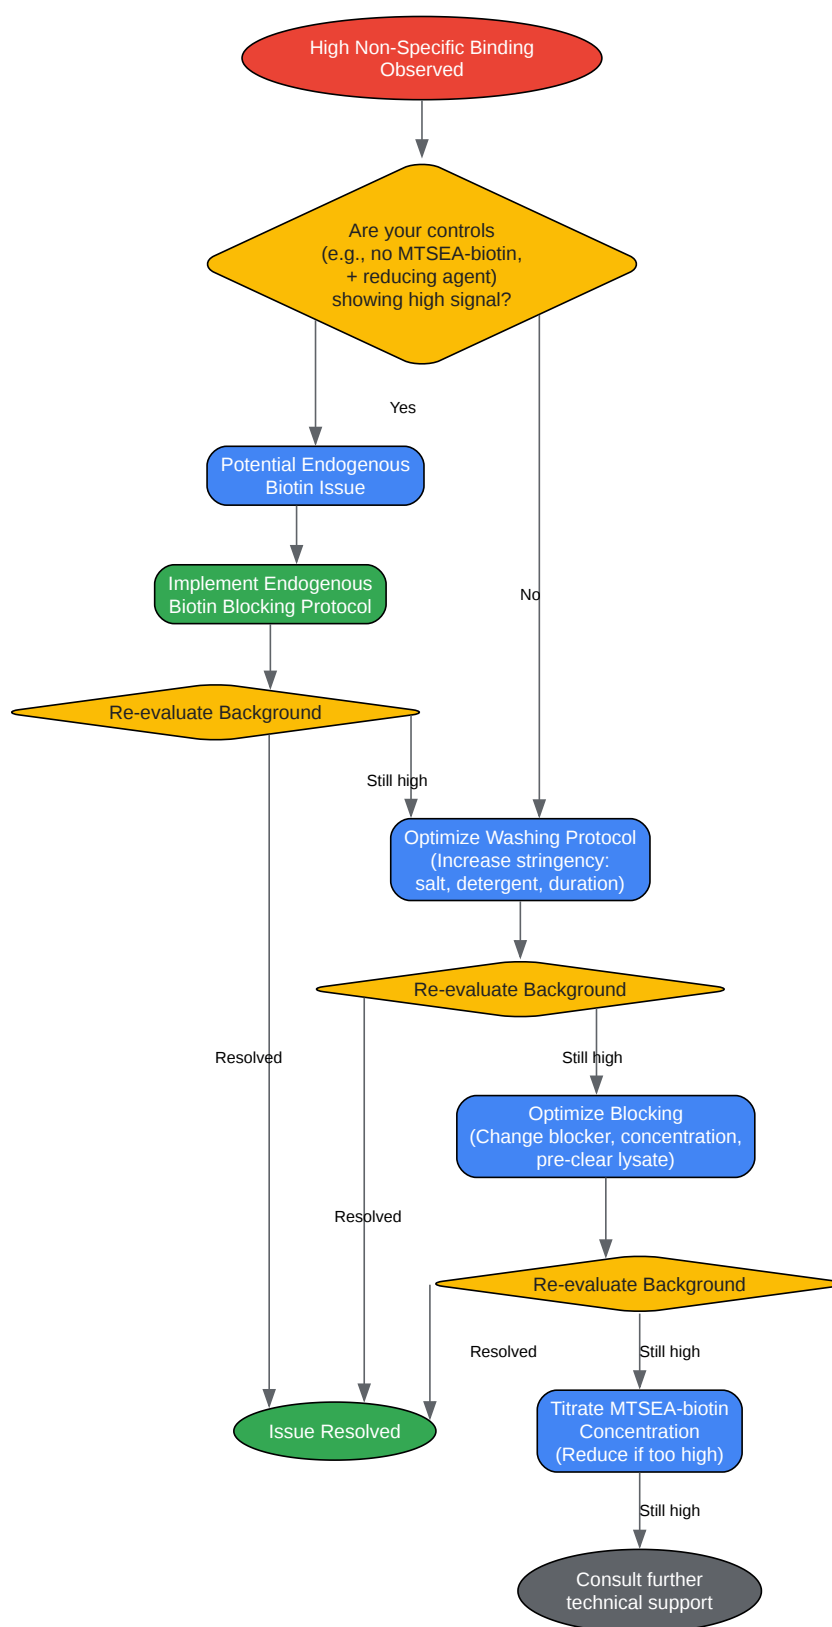 High Non-Specific Binding
Observed
Are your controls
(e.g., no MTSEA-biotin,
+ reducing agent)
showing high signal?
Yes
Potential Endogenous
Biotin Issue
Implement Endogenous
Biotin Blocking Protocol
No
Re-evaluate Background
Still high
Optimize Washing Protocol
(Increase stringency:
salt, detergent, duration)
Re-evaluate Background
Resolved
Still high
Optimize Blocking
(Change blocker, concentration,
pre-clear lysate)
Resolved
Re-evaluate Background
Resolved
Still high
Titrate MTSEA-biotin
Concentration
(Reduce if too high)
Issue Resolved
Still high
Consult further
technical support